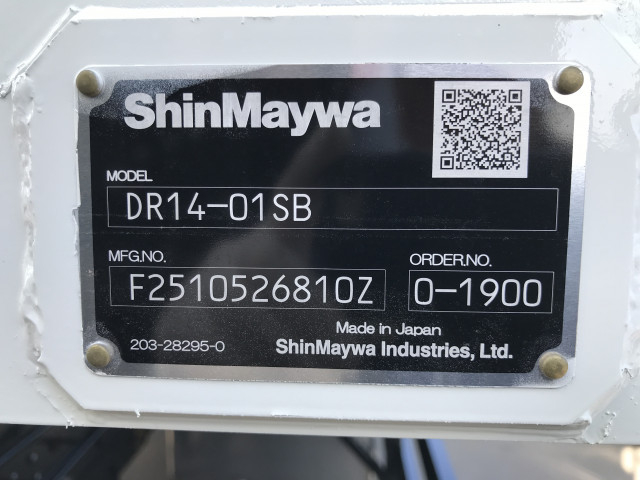 ShinMaywa
MODEL
DR14-01SB
MFG.NO. ORDER.NO.
F2510526810Z 0-1900
Made in Japan
203-28295-0 ShinMaywa Industries, Ltd.